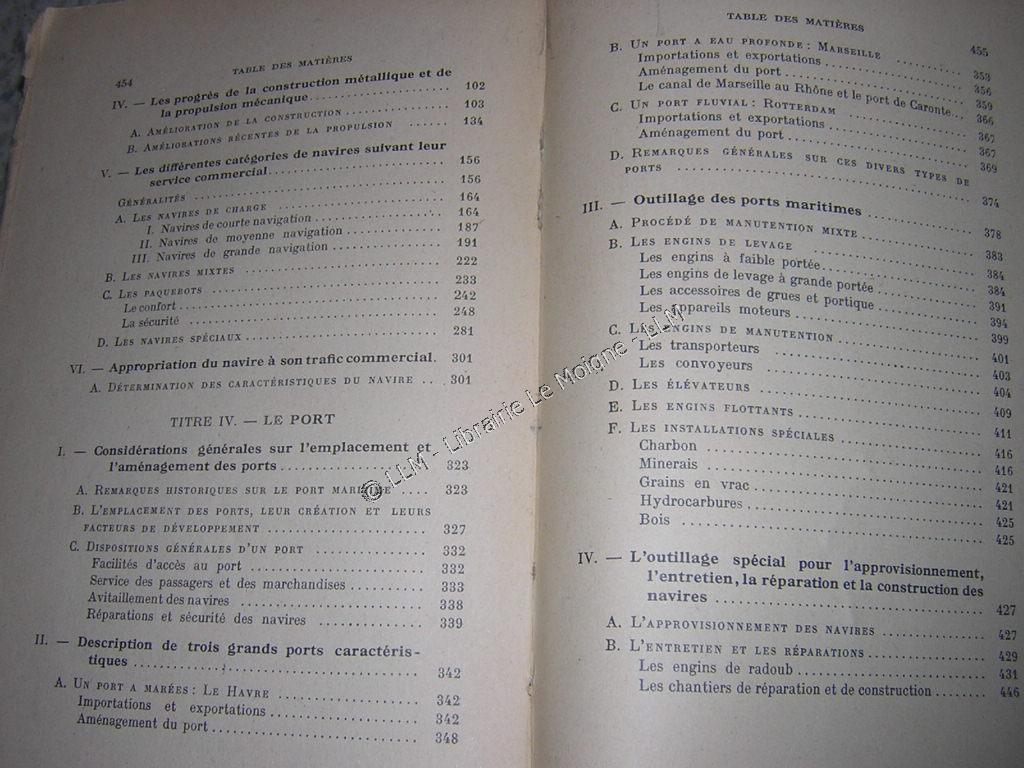 454
TABLE DES MATIÈRES
IV. — Les progrès de la construction métallique et de
la propulsion mécanique 102
A. AMÉLIORATION DE LA CONSTRUCTION 103
B. AMÉLIORATIONS RÉCENTES DE LA PROPULSION 134
V. — Les différentes catégories de navires suivant leur
service commercial 156
GÉNÉRALITÉS 156
A. LES NAVIRES DE CHARGE 164
I. Navires de courte navigation 164
II. Navires de moyenne navigation 187
III. Navires de grande navigation 191
B. LES NAVIRES MIXTES 222
C. LES PAQUEBOTS 233
Le confort 242
La sécurité 248
D. LES NAVIRES SPÉCIAUX 281
VI. — Appropriation du navire à son trafic commercial. 301
A. DÉTERMINATION DES CARACTÉRISTIQUES DU NAVIRE 301
TITRE IV. — LE PORT
I. — Considérations générales sur l'emplacement et
l'aménagement des ports 323
A. REMARQUES HISTORIQUES SUR LE PORT MARITIME 323
B. L'EMPLACEMENT DES PORTS, LEUR CRÉATION ET LEURS
FACTEURS DE DÉVELOPPEMENT 327
C. DISPOSITIONS GÉNÉRALES D'UN PORT 332
Facilités d'accès au port 332
Service des passagers et des marchandises 333
Avitaillement des navires 338
Réparations et sécurité des navires 339
II. — Description de trois grands ports caractéris-
tiques 342
A. UN PORT A MARÉES : LE HAVRE 342
Importations et exportations 342
Aménagement du port 348
TABLE DES MATIÈRES
455
B. UN PORT A EAU PROFONDE : MARSEILLE 353
Importations et exportations 356
Aménagement du port 359
Le canal de Marseille au Rhône et le port de Caronte 366
C. UN PORT FLUVIAL : ROTTERDAM 367
Importations et exportations 367
Aménagement du port 369
D. REMARQUES GÉNÉRALES SUR CES DIVERS TYPES DE
PORTS 374
III. — Outillage des ports maritimes 378
A. PROCÉDÉ DE MANUTENTION MIXTE 383
B. LES ENGINS DE LEVAGE 384
Les engins à faible portée 384
Les engins de levage à grande portée 391
Les accessoires de grues et portique 394
Les appareils moteurs 399
C. LES ENGINS DE MANUTENTION 401
Les transporteurs 403
Les convoyeurs 404
D. LES ÉLÉVATEURS 409
E. LES ENGINS FLOTTANTS 411
F. LES INSTALLATIONS SPÉCIALES 416
Charbon 416
Minerais 421
Grains en vrac 421
Hydrocarbures 425
Bois 425
IV. — L'outillage spécial pour l'approvisionnement,
l'entretien, la réparation et la construction des
navires 427
A. L'APPROVISIONNEMENT DES NAVIRES 427
B. L'ENTRETIEN ET LES RÉPARATIONS 429
Les engins de radoub 431
Les chantiers de réparation et de construction 446
© LLM - Librairie Le Moigne - LLM